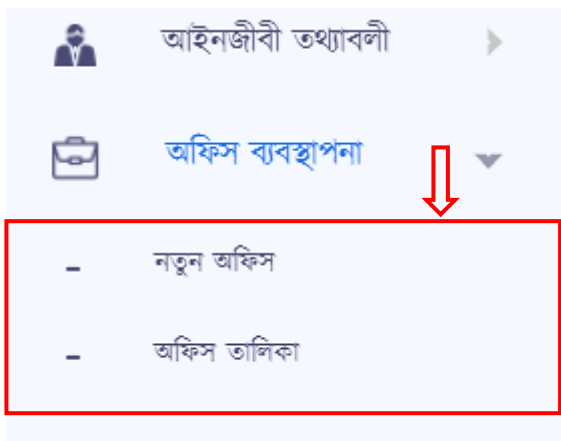 আইনজীবী তথ্যাবলী
অফিস ব্যবস্থাপনা
নতুন অফিস
অফিস তালিকা